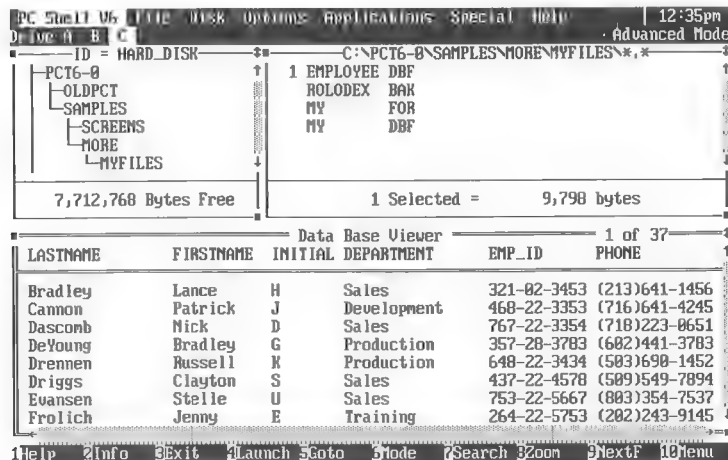 PC Shell V6 File Disk Options Applications Special Help 12:35pm
Drive A B C Advanced Mode
ID = HARD_DISK
C:\PCT6-0\SAMPLES\MORE\MYFILES\*.*
PCT6-0
OLDPCT
SAMPLES
SCREENS
MORE
MYFILES
7,712,768 Bytes Free
1 EMPLOYEE DBF
ROLODEX BAK
MY FOR
MY DBF
1 Selected = 9,798 bytes
Data Base Viewer 1 of 37
LASTNAME FIRSTNAME INITIAL DEPARTMENT EMP_ID PHONE
Bradley Lance H Sales 321-02-3453 (213)641-1456
Cannon Patrick J Development 468-22-3353 (716)641-4245
Dascomb Nick D Sales 767-22-3354 (718)223-0651
DeYoung Bradley G Production 357-28-3783 (602)441-3783
Drennen Russell K Production 648-22-3434 (503)690-1452
Driggs Clayton S Sales 437-22-4578 (509)549-7894
Evansen Stelle U Sales 753-22-5667 (803)354-7537
Frolich Jenny E Training 264-22-5753 (202)243-9145
1Help 2Info 3Exit 4Launch 5Goto 6Mode 7Search 8Zoom 9NextF 10Menu